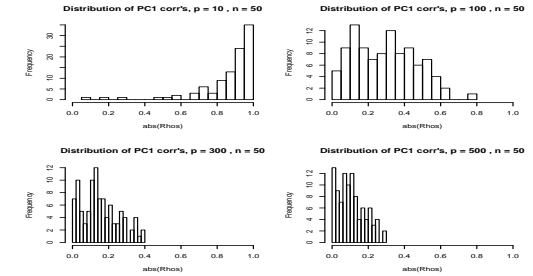 Distribution of PC1 corr's, p = 10 , n = 50
Frequency
0 5 10 20 30
0.0 0.2 0.4 0.6 0.8 1.0
abs(Rhos)
Distribution of PC1 corr's, p = 100 , n = 50
Frequency
0 2 4 6 8 10 12
0.0 0.2 0.4 0.6 0.8 1.0
abs(Rhos)
Distribution of PC1 corr's, p = 300 , n = 50
Frequency
0 2 4 6 8 10 12
0.0 0.2 0.4 0.6 0.8 1.0
abs(Rhos)
Distribution of PC1 corr's, p = 500 , n = 50
Frequency
0 2 4 6 8 10 12
0.0 0.2 0.4 0.6 0.8 1.0
abs(Rhos)